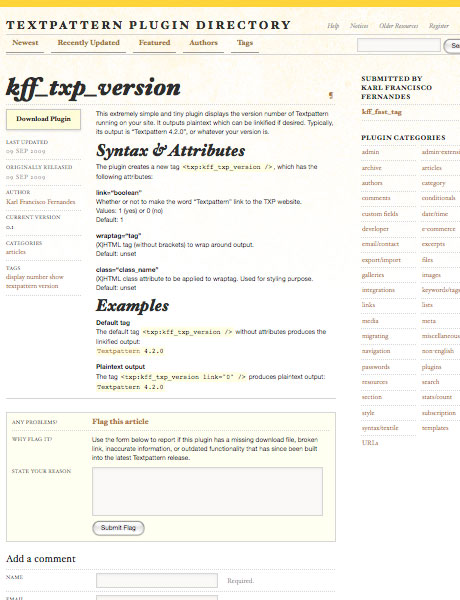 TEXTPATTERN PLUGIN DIRECTORY
Help Notices Older Resources Register
Newest Recently Updated Featured Authors Tags
kff_txp_version
¶
Download Plugin
LAST UPDATED
09 SEP 2009
ORIGINALLY RELEASED
09 SEP 2009
AUTHOR
Karl Francisco Fernandes
CURRENT VERSION
0.1
CATEGORIES
articles
TAGS
display number show
textpattern version
This extremely simple and tiny plugin displays the version number of Textpattern
running on your site. It outputs plaintext which can be linkified if desired. Typically,
its output is "Textpattern 4.2.0", or whatever your version is.
Syntax & Attributes
The plugin creates a new tag <txp:kff_txp_version />, which has the
following attributes:
link="boolean"
Whether or not to make the word "Textpattern" link to the TXP website.
Values: 1 (yes) or 0 (no)
Default: 1
wraptag="tag"
(X)HTML tag (without brackets) to wrap around output.
Default: unset
class="class_name"
(X)HTML class attribute to be applied to wraptag. Used for styling purpose.
Default: unset
Examples
Default tag
The default tag <txp:kff_txp_version /> without attributes produces the
linkified output:
Textpattern 4.2.0
Plaintext output
The tag <txp:kff_txp_version link="0" /> produces plaintext output:
Textpattern 4.2.0
ANY PROBLEMS?
Flag this article
WHY FLAG IT?
Use the form below to report if this plugin has a missing download file, broken
link, inaccurate information, or outdated functionality that has since been built
into the latest Textpattern release.
STATE YOUR REASON
Submit Flag
Add a comment
NAME
Required.
SUBMITTED BY
KARL FRANCISCO
FERNANDES
kff_fast_tag
PLUGIN CATEGORIES
admin admin-extensi
archive articles
authors category
comments conditionals
custom fields date/time
developer e-commerce
email/contact excerpts
export/import files
galleries images
integrations keywords/tags
links lists
media meta
migrating miscellaneous
navigation non-english
passwords plugins
resources search
section stats/count
style subscription
syntax/textile templates
URLs